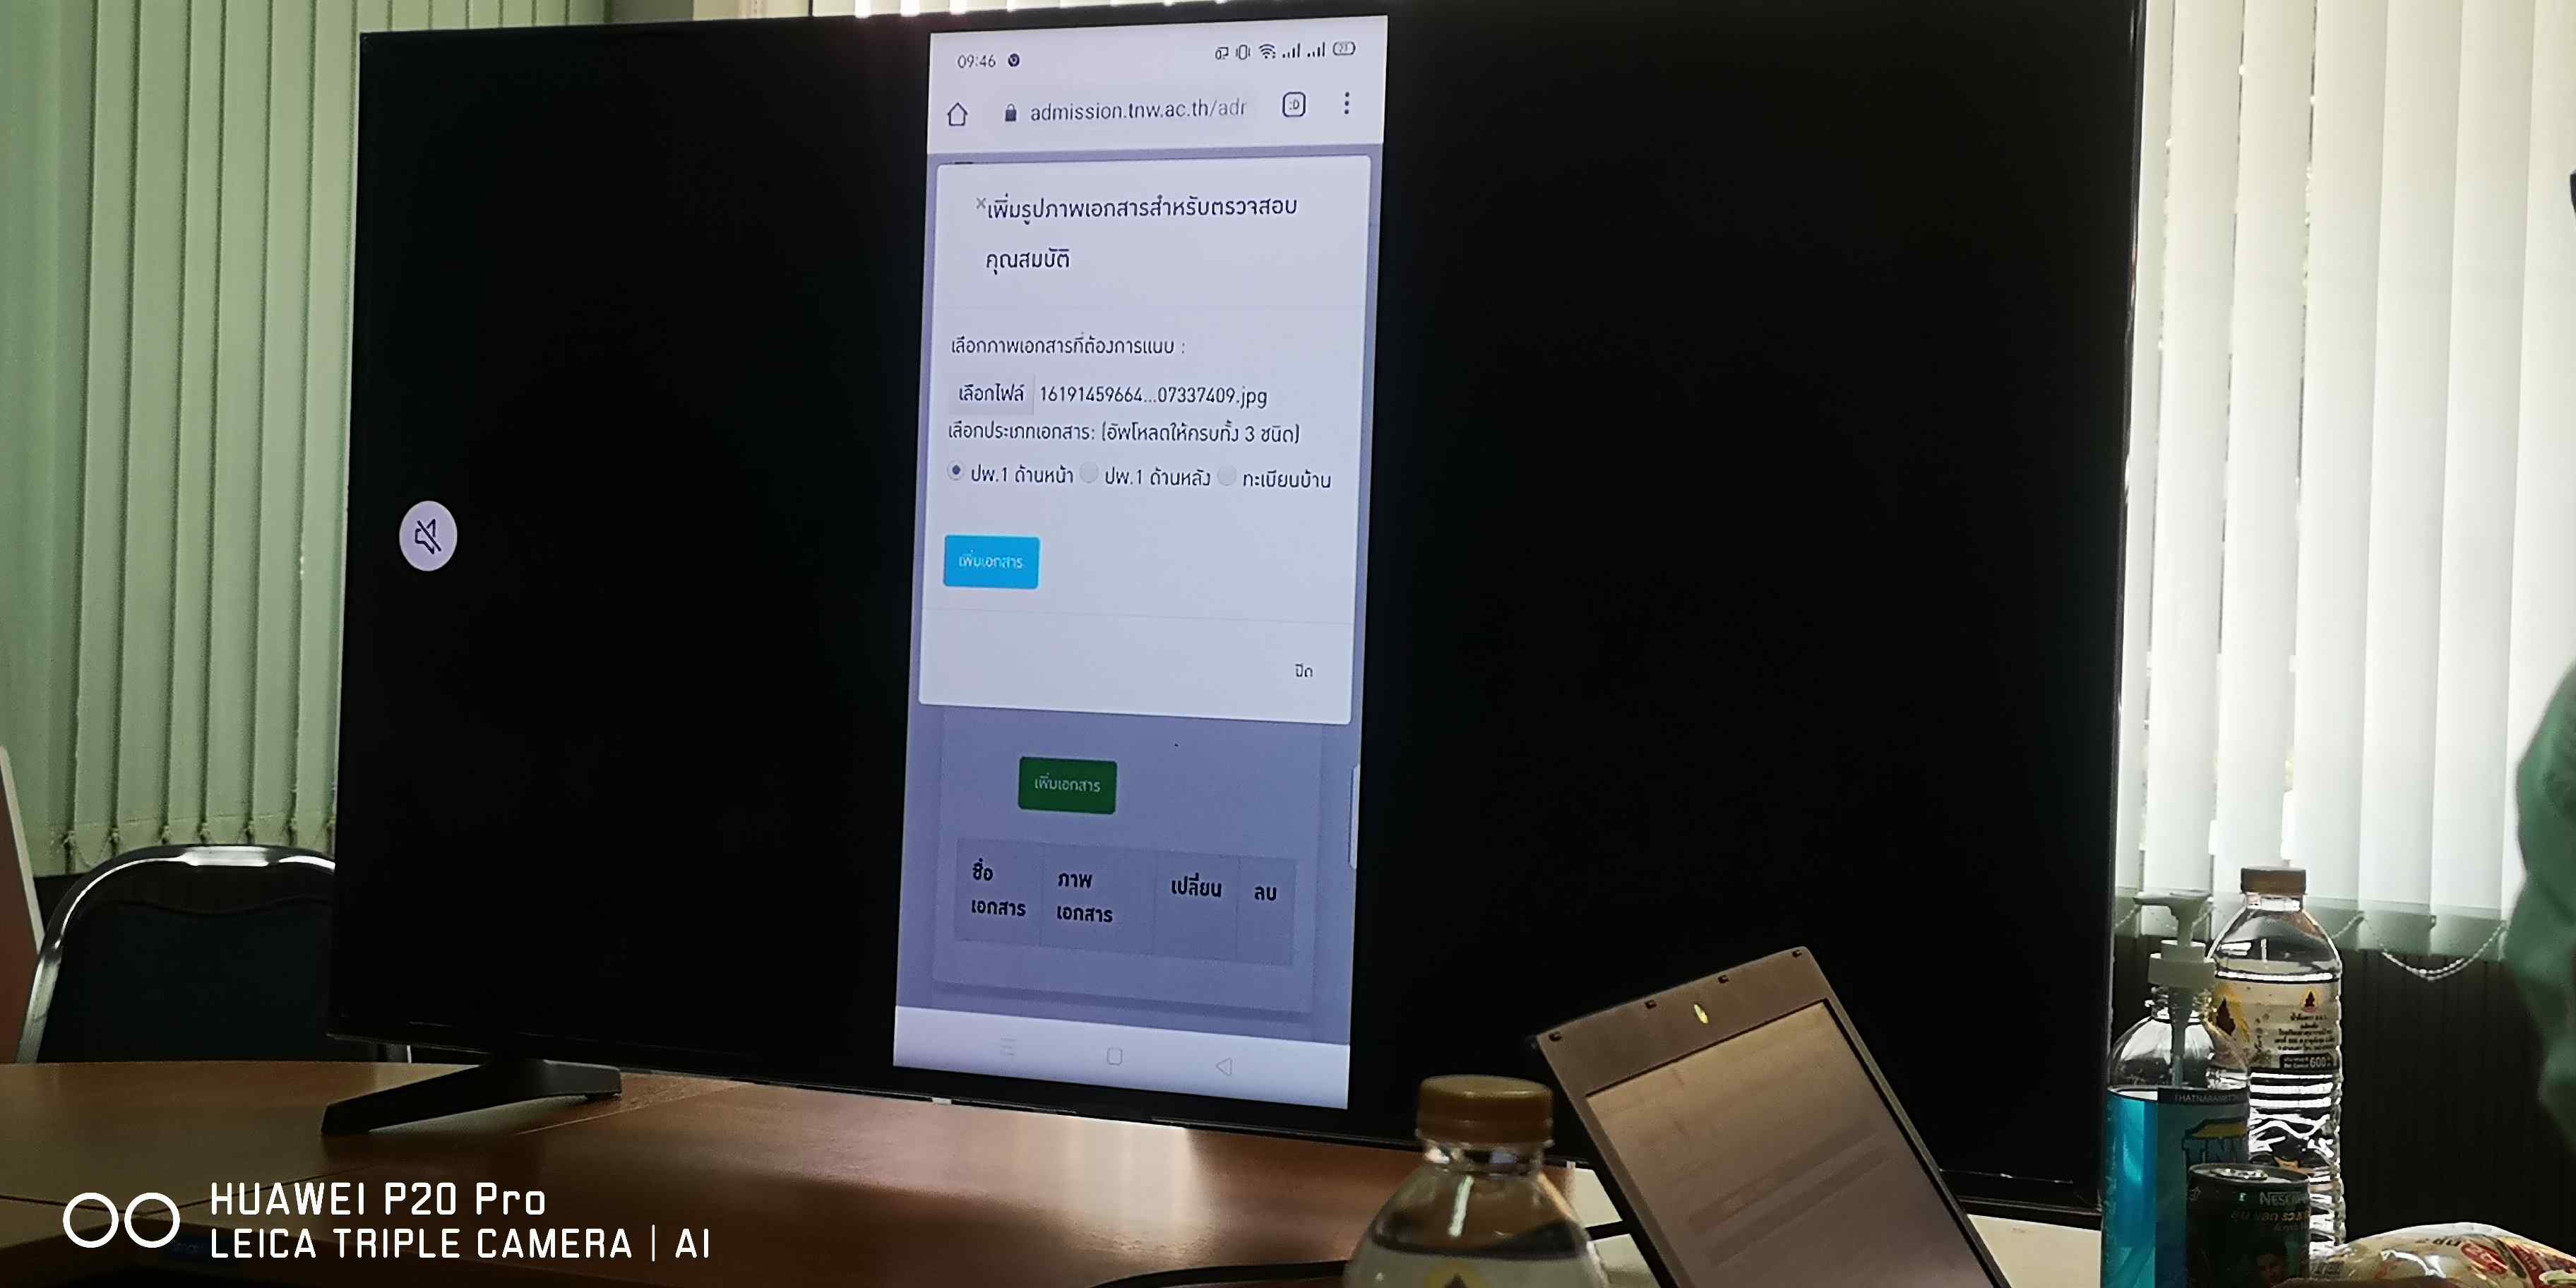 09:46
21
admission.tnw.ac.th/adr
:D
×เพิ่มรูปภาพเอกสารสำหรับตรวจสอบ
คุณสมบัติ
เลือกภาพเอกสารที่ต้องการแนบ :
เลือกไฟล์ 16191459664...07337409.jpg
เลือกประเภทเอกสาร: (อัพโหลดให้ครบทั้ง 3 ชนิด)
ปพ.1 ด้านหน้า ปพ.1 ด้านหลัง ทะเบียนบ้าน
เพิ่มเอกสาร
ปิด
เพิ่มเอกสาร
ชื่อ
เอกสาร
ภาพ
เอกสาร
เปลี่ยน
ลบ
600
TNW
NESCAFE
HUAWEI P20 Pro
LEICA TRIPLE CAMERA | AI